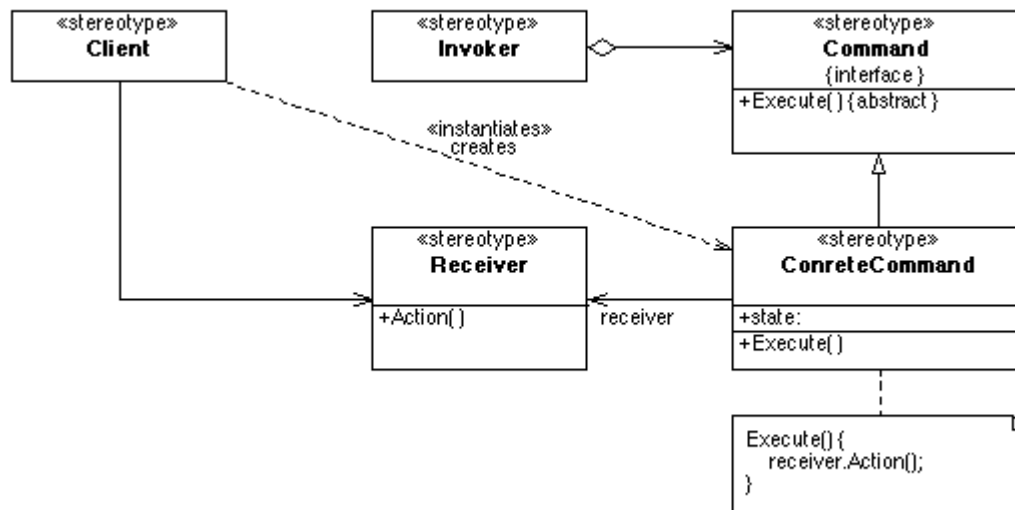 «stereotype»
Client
«stereotype»
Invoker
«stereotype»
Command
{interface}
+Execute(){abstract}
«instantiates»
creates
«stereotype»
Receiver
+Action()
receiver
«stereotype»
ConreteCommand
+state:
+Execute()
Execute(){
receiver.Action();
}